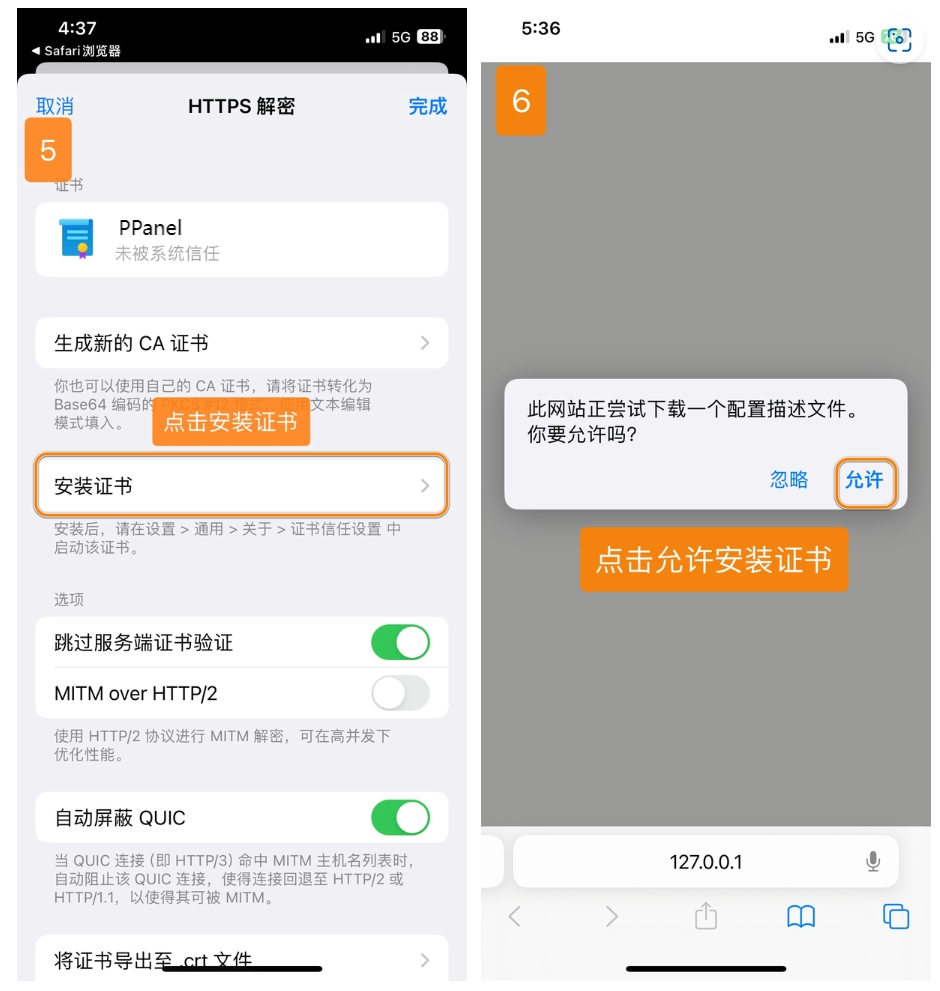 4:37
5G 88
◀ Safari浏览器
取消
HTTPS 解密
完成
5
证书
PPanel
未被系统信任
生成新的 CA 证书
你也可以使用自己的 CA 证书，请将证书转化为
Base64 编码的 PKCS #12 格式，使用文本编辑
模式填入。
点击安装证书
安装证书
安装后，请在设置 > 通用 > 关于 > 证书信任设置 中
启动该证书。
选项
跳过服务端证书验证
MITM over HTTP/2
使用 HTTP/2 协议进行 MITM 解密，可在高并发下
优化性能。
自动屏蔽 QUIC
当 QUIC 连接 (即 HTTP/3) 命中 MITM 主机名列表时，
自动阻止该 QUIC 连接，使得连接回退至 HTTP/2 或
HTTP/1.1，以使得其可被 MITM。
将证书导出至 .crt 文件
5:36
5G
6
此网站正尝试下载一个配置描述文件。
你要允许吗?
忽略
允许
点击允许安装证书
127.0.0.1